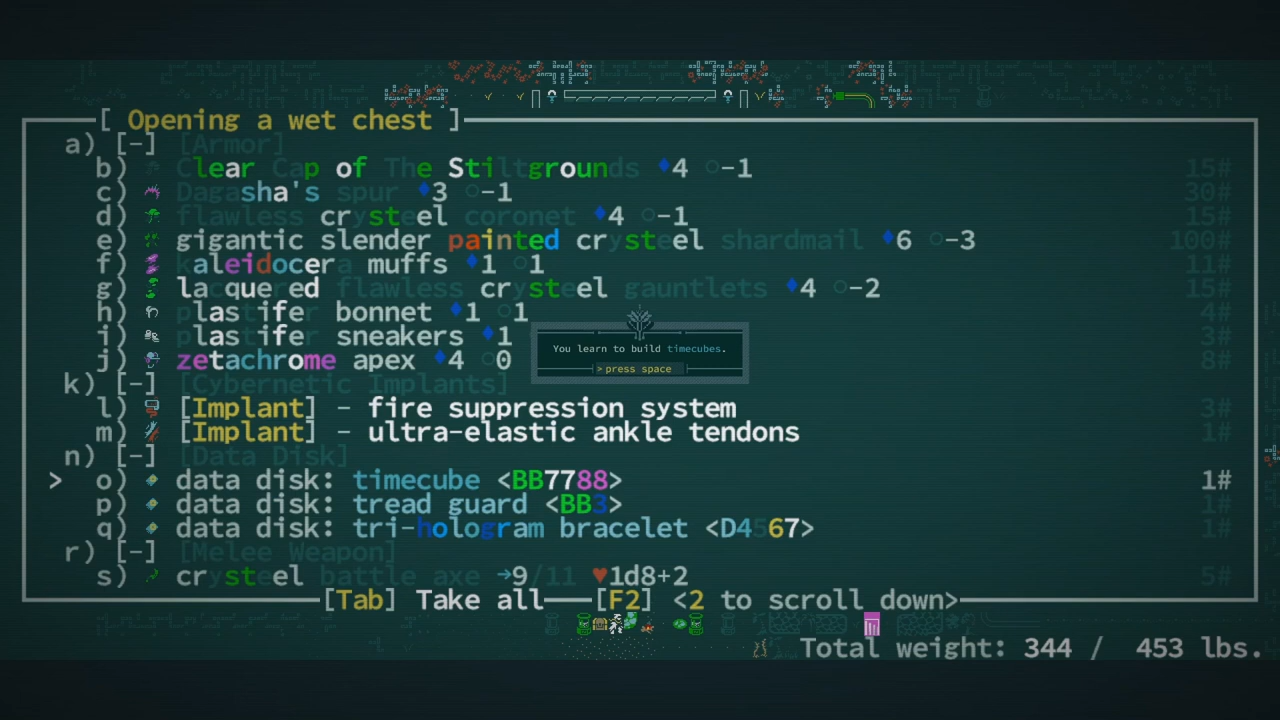 [ Opening a wet chest ]
a) [-] [Armor]
b) Clear Cap of The Stiltgrounds ♦4 ○-1 15#
c) Dagasha's spur ♦3 ○-1 30#
d) flawless crysteel coronet ♦4 ○-1 15#
e) gigantic slender painted crysteel shardmail ♦6 ○-3 100#
f) kaleidocera muffs ♦1 ○1 11#
g) lacquered flawless crysteel gauntlets ♦4 ○-2 15#
h) plastifer bonnet ♦1 ○1 4#
i) plastifer sneakers ♦1 3#
You learn to build timecubes.
>press space
j) zetachrome apex ♦4 ○0 8#
k) [-] [Cybernetic Implants]
l) [Implant] - fire suppression system 3#
m) [Implant] - ultra-elastic ankle tendons 1#
n) [-] [Data Disk]
> o) data disk: timecube <BB7788> 1#
p) data disk: tread guard <BB3> 1#
q) data disk: tri-hologram bracelet <D4567> 1#
r) [-] [Melee Weapon]
s) crysteel battle axe →9/11 ♥1d8+2 5#
[Tab] Take all [F2] <2 to scroll down>
Total weight: 344 / 453 lbs.